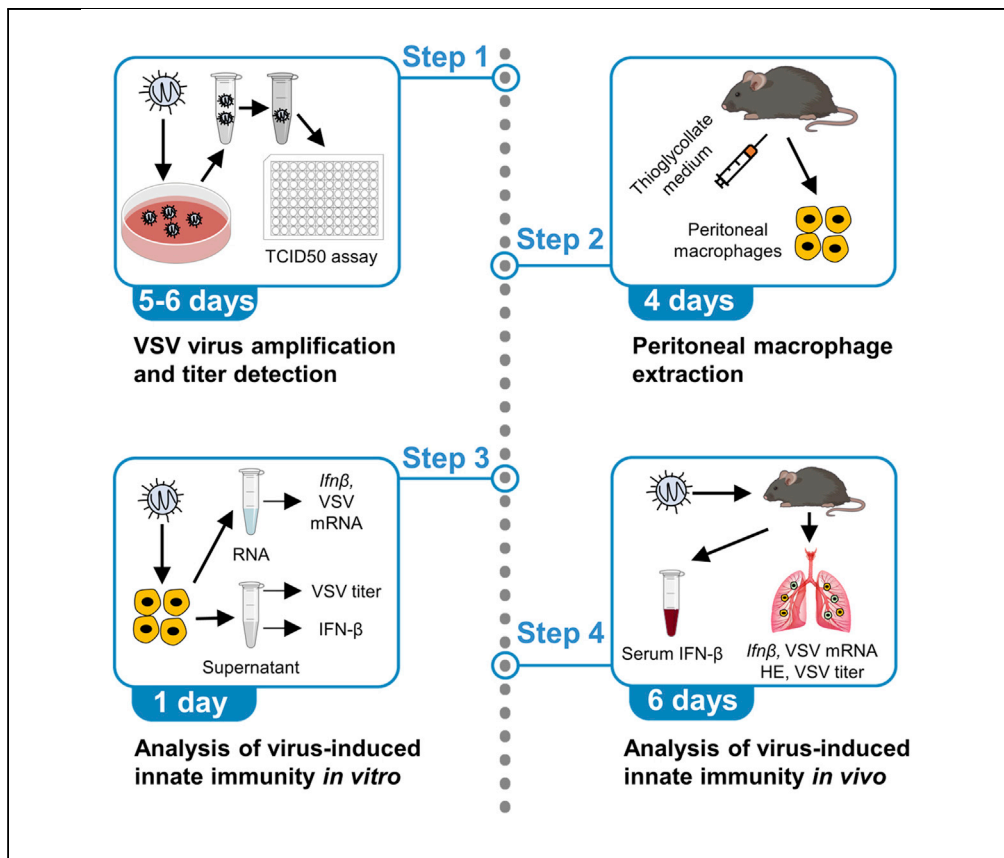 Step 1
TCID50 assay
5-6 days
VSV virus amplification
and titer detection
Step 2
Thioglycollate
medium
Peritoneal
macrophages
4 days
Peritoneal macrophage
extraction
Step 3
Ifnβ,
VSV
mRNA
RNA
VSV titer
IFN-β
Supernatant
1 day
Analysis of virus-induced
innate immunity in vitro
Step 4
Serum IFN-β
Ifnβ, VSV mRNA
HE, VSV titer
6 days
Analysis of virus-induced
innate immunity in vivo